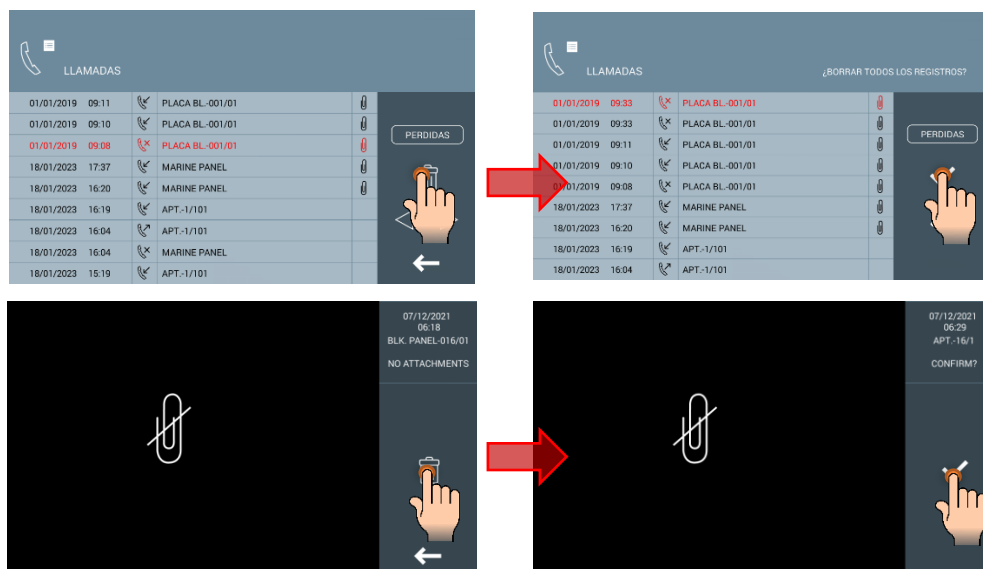 LLAMADAS
01/01/2019 09:11 PLACA BL.-001/01
01/01/2019 09:10 PLACA BL.-001/01
01/01/2019 09:08 PLACA BL.-001/01
18/01/2023 17:37 MARINE PANEL
18/01/2023 16:20 MARINE PANEL
18/01/2023 16:19 APT.-1/101
18/01/2023 16:04 APT.-1/101
18/01/2023 16:04 MARINE PANEL
18/01/2023 15:19 APT.-1/101
PERDIDAS
LLAMADAS
¿BORRAR TODOS LOS REGISTROS?
01/01/2019 09:33 PLACA BL.-001/01
01/01/2019 09:33 PLACA BL.-001/01
01/01/2019 09:11 PLACA BL.-001/01
01/01/2019 09:10 PLACA BL.-001/01
01/01/2019 09:08 PLACA BL.-001/01
18/01/2023 17:37 MARINE PANEL
18/01/2023 16:20 MARINE PANEL
18/01/2023 16:19 APT.-1/101
18/01/2023 16:04 APT.-1/101
PERDIDAS
07/12/2021
06:18
BLK. PANEL-016/01
NO ATTACHMENTS
07/12/2021
06:29
APT.-16/1
CONFIRM?